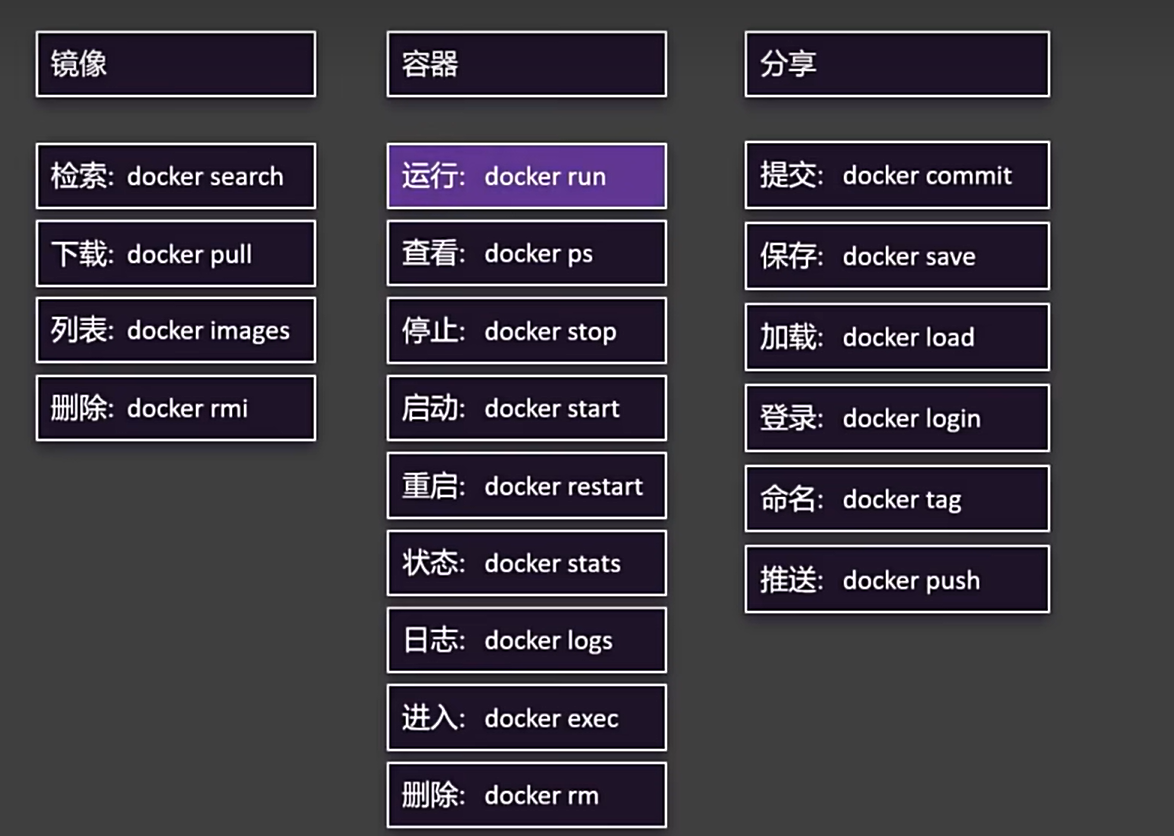 镜像
检索: docker search
下载: docker pull
列表: docker images
删除: docker rmi
容器
运行: docker run
查看: docker ps
停止: docker stop
启动: docker start
重启: docker restart
状态: docker stats
日志: docker logs
进入: docker exec
删除: docker rm
分享
提交: docker commit
保存: docker save
加载: docker load
登录: docker login
命名: docker tag
推送: docker push